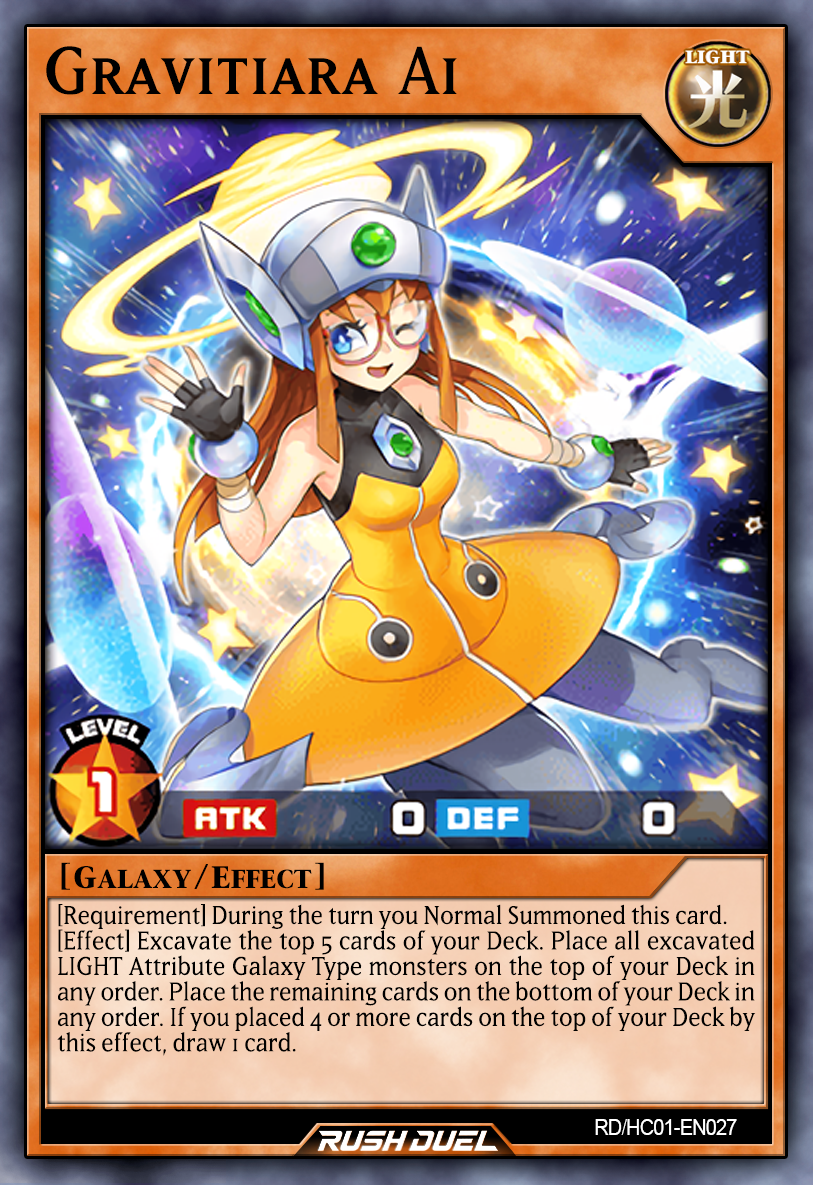 Gravitiara Ai
LIGHT
光
LEVEL
1
ATK 0 DEF 0
[Galaxy/Effect]
[Requirement] During the turn you Normal Summoned this card.
[Effect] Excavate the top 5 cards of your Deck. Place all excavated
LIGHT Attribute Galaxy Type monsters on the top of your Deck in
any order. Place the remaining cards on the bottom of your Deck in
any order. If you placed 4 or more cards on the top of your Deck by
this effect, draw 1 card.
RD/HC01-EN027
RUSH DUEL